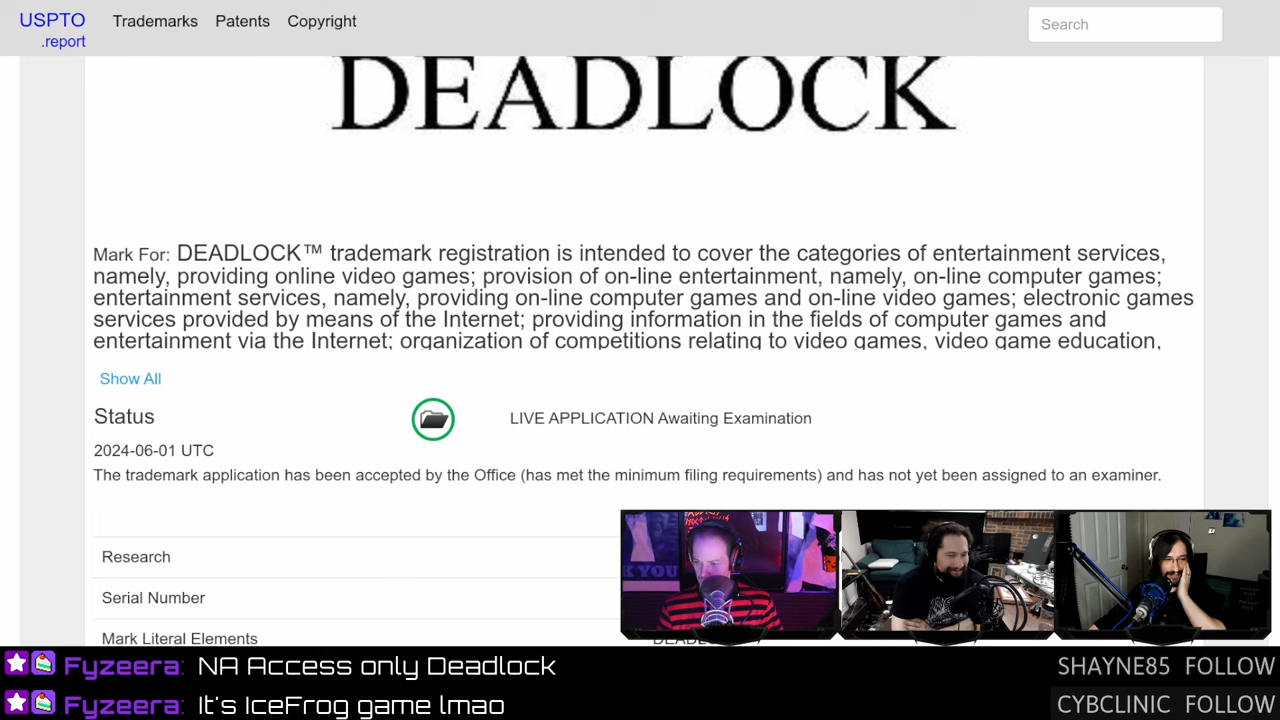 USPTO
.report
Trademarks Patents Copyright
Search
DEADLOCK
Mark For: DEADLOCK™ trademark registration is intended to cover the categories of entertainment services,
namely, providing online video games; provision of on-line entertainment, namely, on-line computer games;
entertainment services, namely, providing on-line computer games and on-line video games; electronic games
services provided by means of the Internet; providing information in the fields of computer games and
entertainment via the Internet; organization of competitions relating to video games, video game education,
Show All
Status
LIVE APPLICATION Awaiting Examination
2024-06-01 UTC
The trademark application has been accepted by the Office (has met the minimum filing requirements) and has not yet been assigned to an examiner.
Research
Serial Number
Mark Literal Elements
Fyzeera: NA Access only Deadlock
Fyzeera: It's IceFrog game lmao
SHAYNE85 FOLLOW
CYBCLINIC FOLLOW